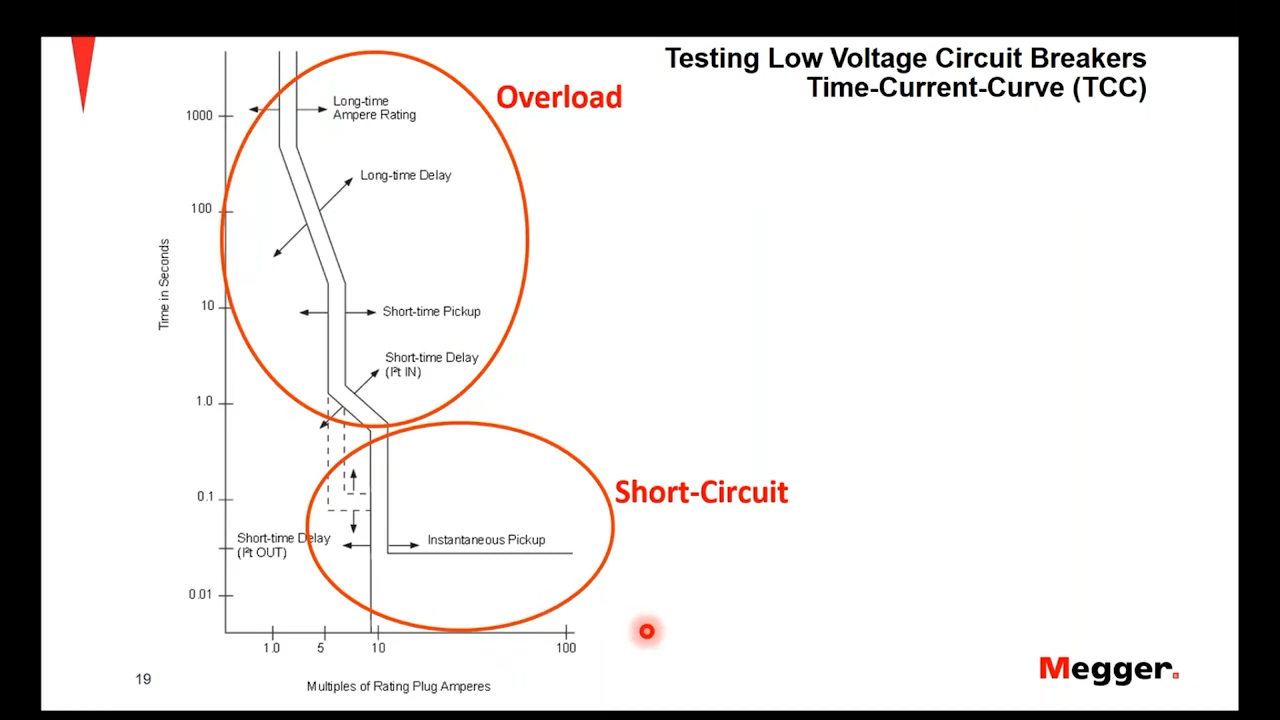 Testing Low Voltage Circuit Breakers
Time-Current-Curve (TCC)
Overload
Long-time
Ampere Rating
1000
Long-time Delay
100
Time in Seconds
10
Short-time Pickup
Short-time Delay
(I²t IN)
1.0
Short-Circuit
0.1
Short-time Delay
(I²t OUT)
Instantaneous Pickup
0.01
1.0 5 10 100
Multiples of Rating Plug Amperes
19
Megger.